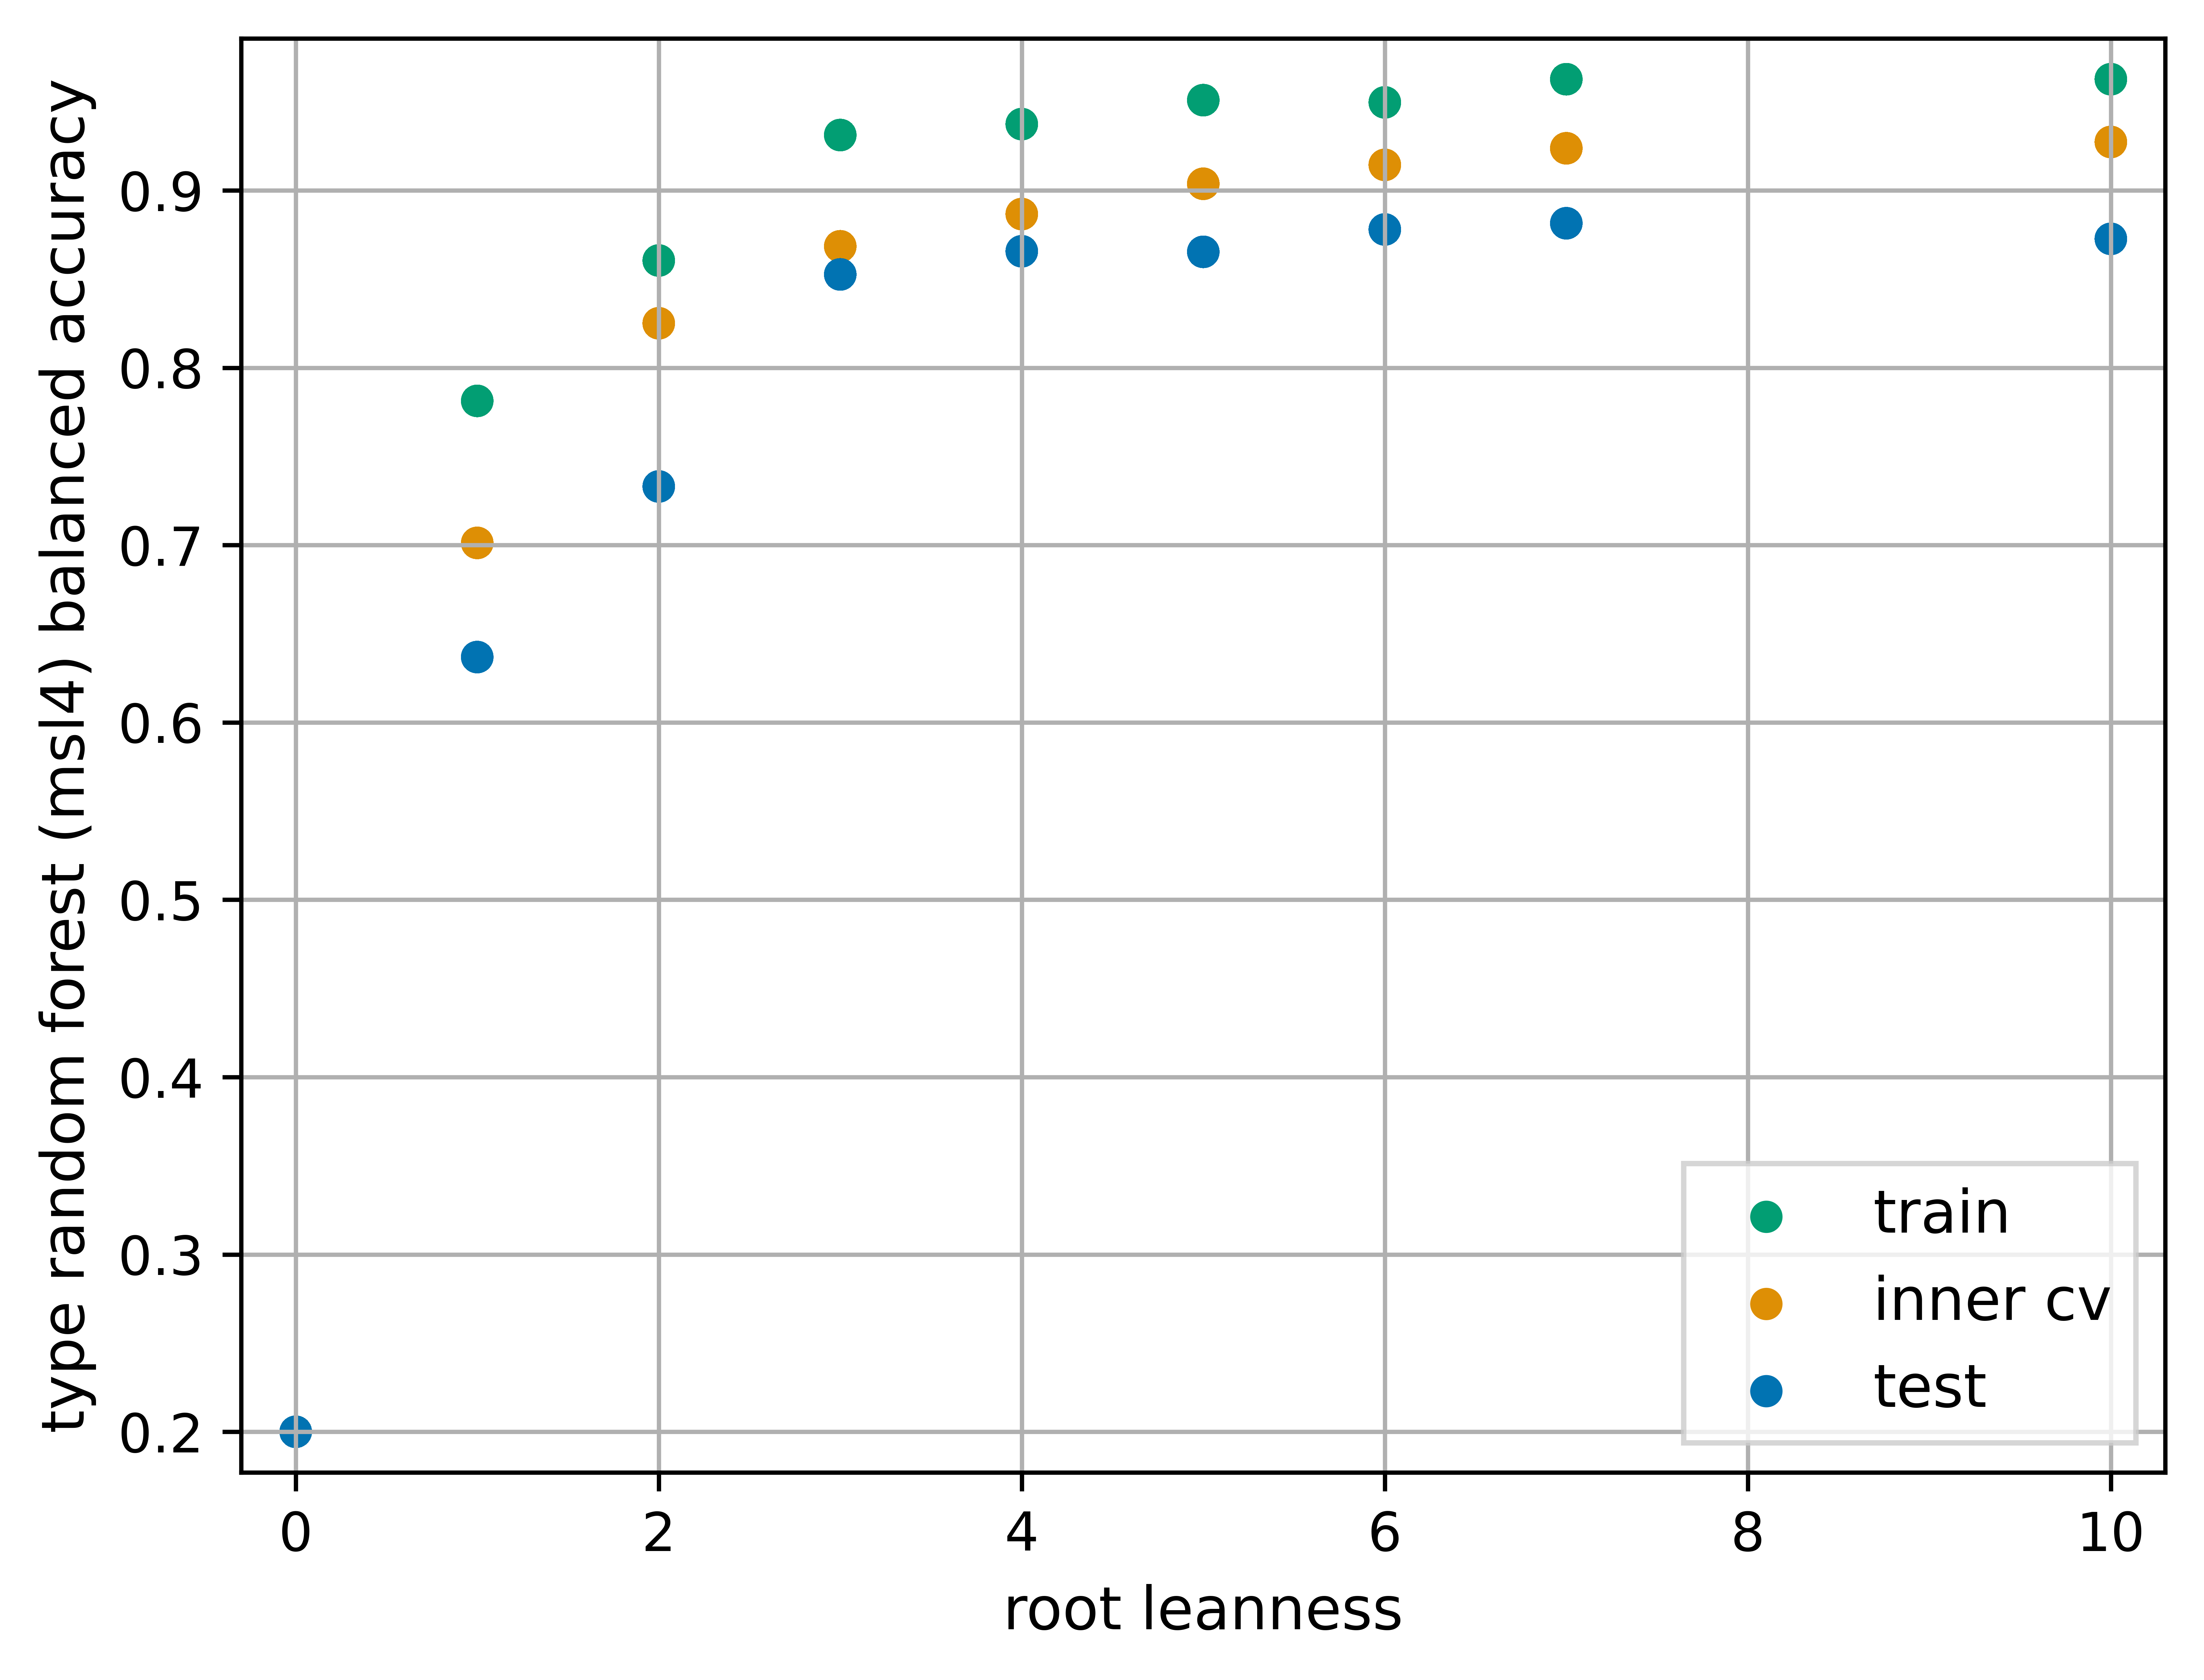 type random forest (msl4) balanced accuracy
0.9
0.8
0.7
0.6
0.5
0.4
0.3
0.2
train
inner cv
test
0 2 4 6 8 10
root leanness